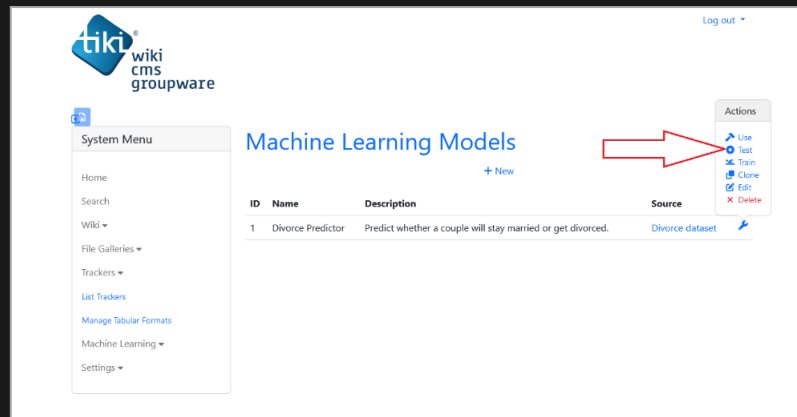 Log out
tiki®
wiki
cms
groupware
Actions
Use
Test
Train
Clone
Edit
Delete
System Menu
Home
Search
Wiki
File Galleries
Trackers
List Trackers
Manage Tabular Formats
Machine Learning
Settings
Machine Learning Models
+ New
ID Name Description Source
1 Divorce Predictor Predict whether a couple will stay married or get divorced. Divorce dataset